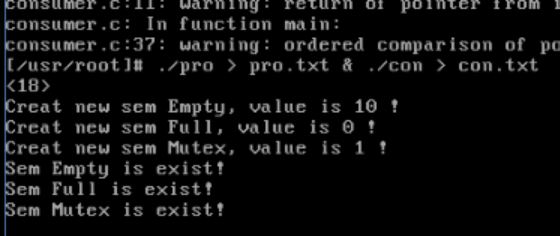 consumer.c:11: warning: return of pointer from
consumer.c: In function main:
consumer.c:37: warning: ordered comparison of po
[/usr/root]# ./pro > pro.txt & ./con > con.txt
<18>
Creat new sem Empty, value is 10 !
Creat new sem Full, value is 0 !
Creat new sem Mutex, value is 1 !
Sem Empty is exist!
Sem Full is exist!
Sem Mutex is exist!